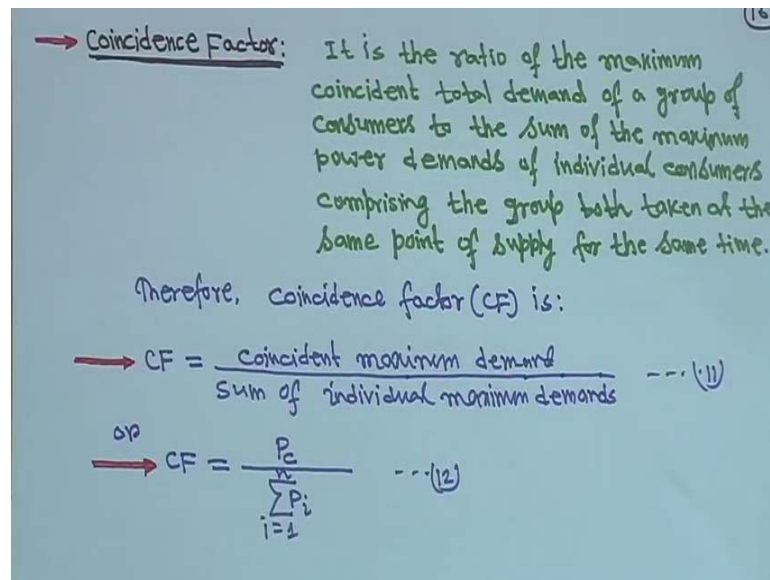 16
→ Coincidence Factor: It is the ratio of the maximum
coincident total demand of a group of
consumers to the sum of the maximum
power demands of individual consumers
comprising the group both taken at the
same point of supply for the same time.
Therefore, coincidence factor (CF) is:
→ CF = coincident maximum demand / sum of individual maximum demands ---(11)
or
→ CF = Pc / n∑i=1 Pi ---(12)